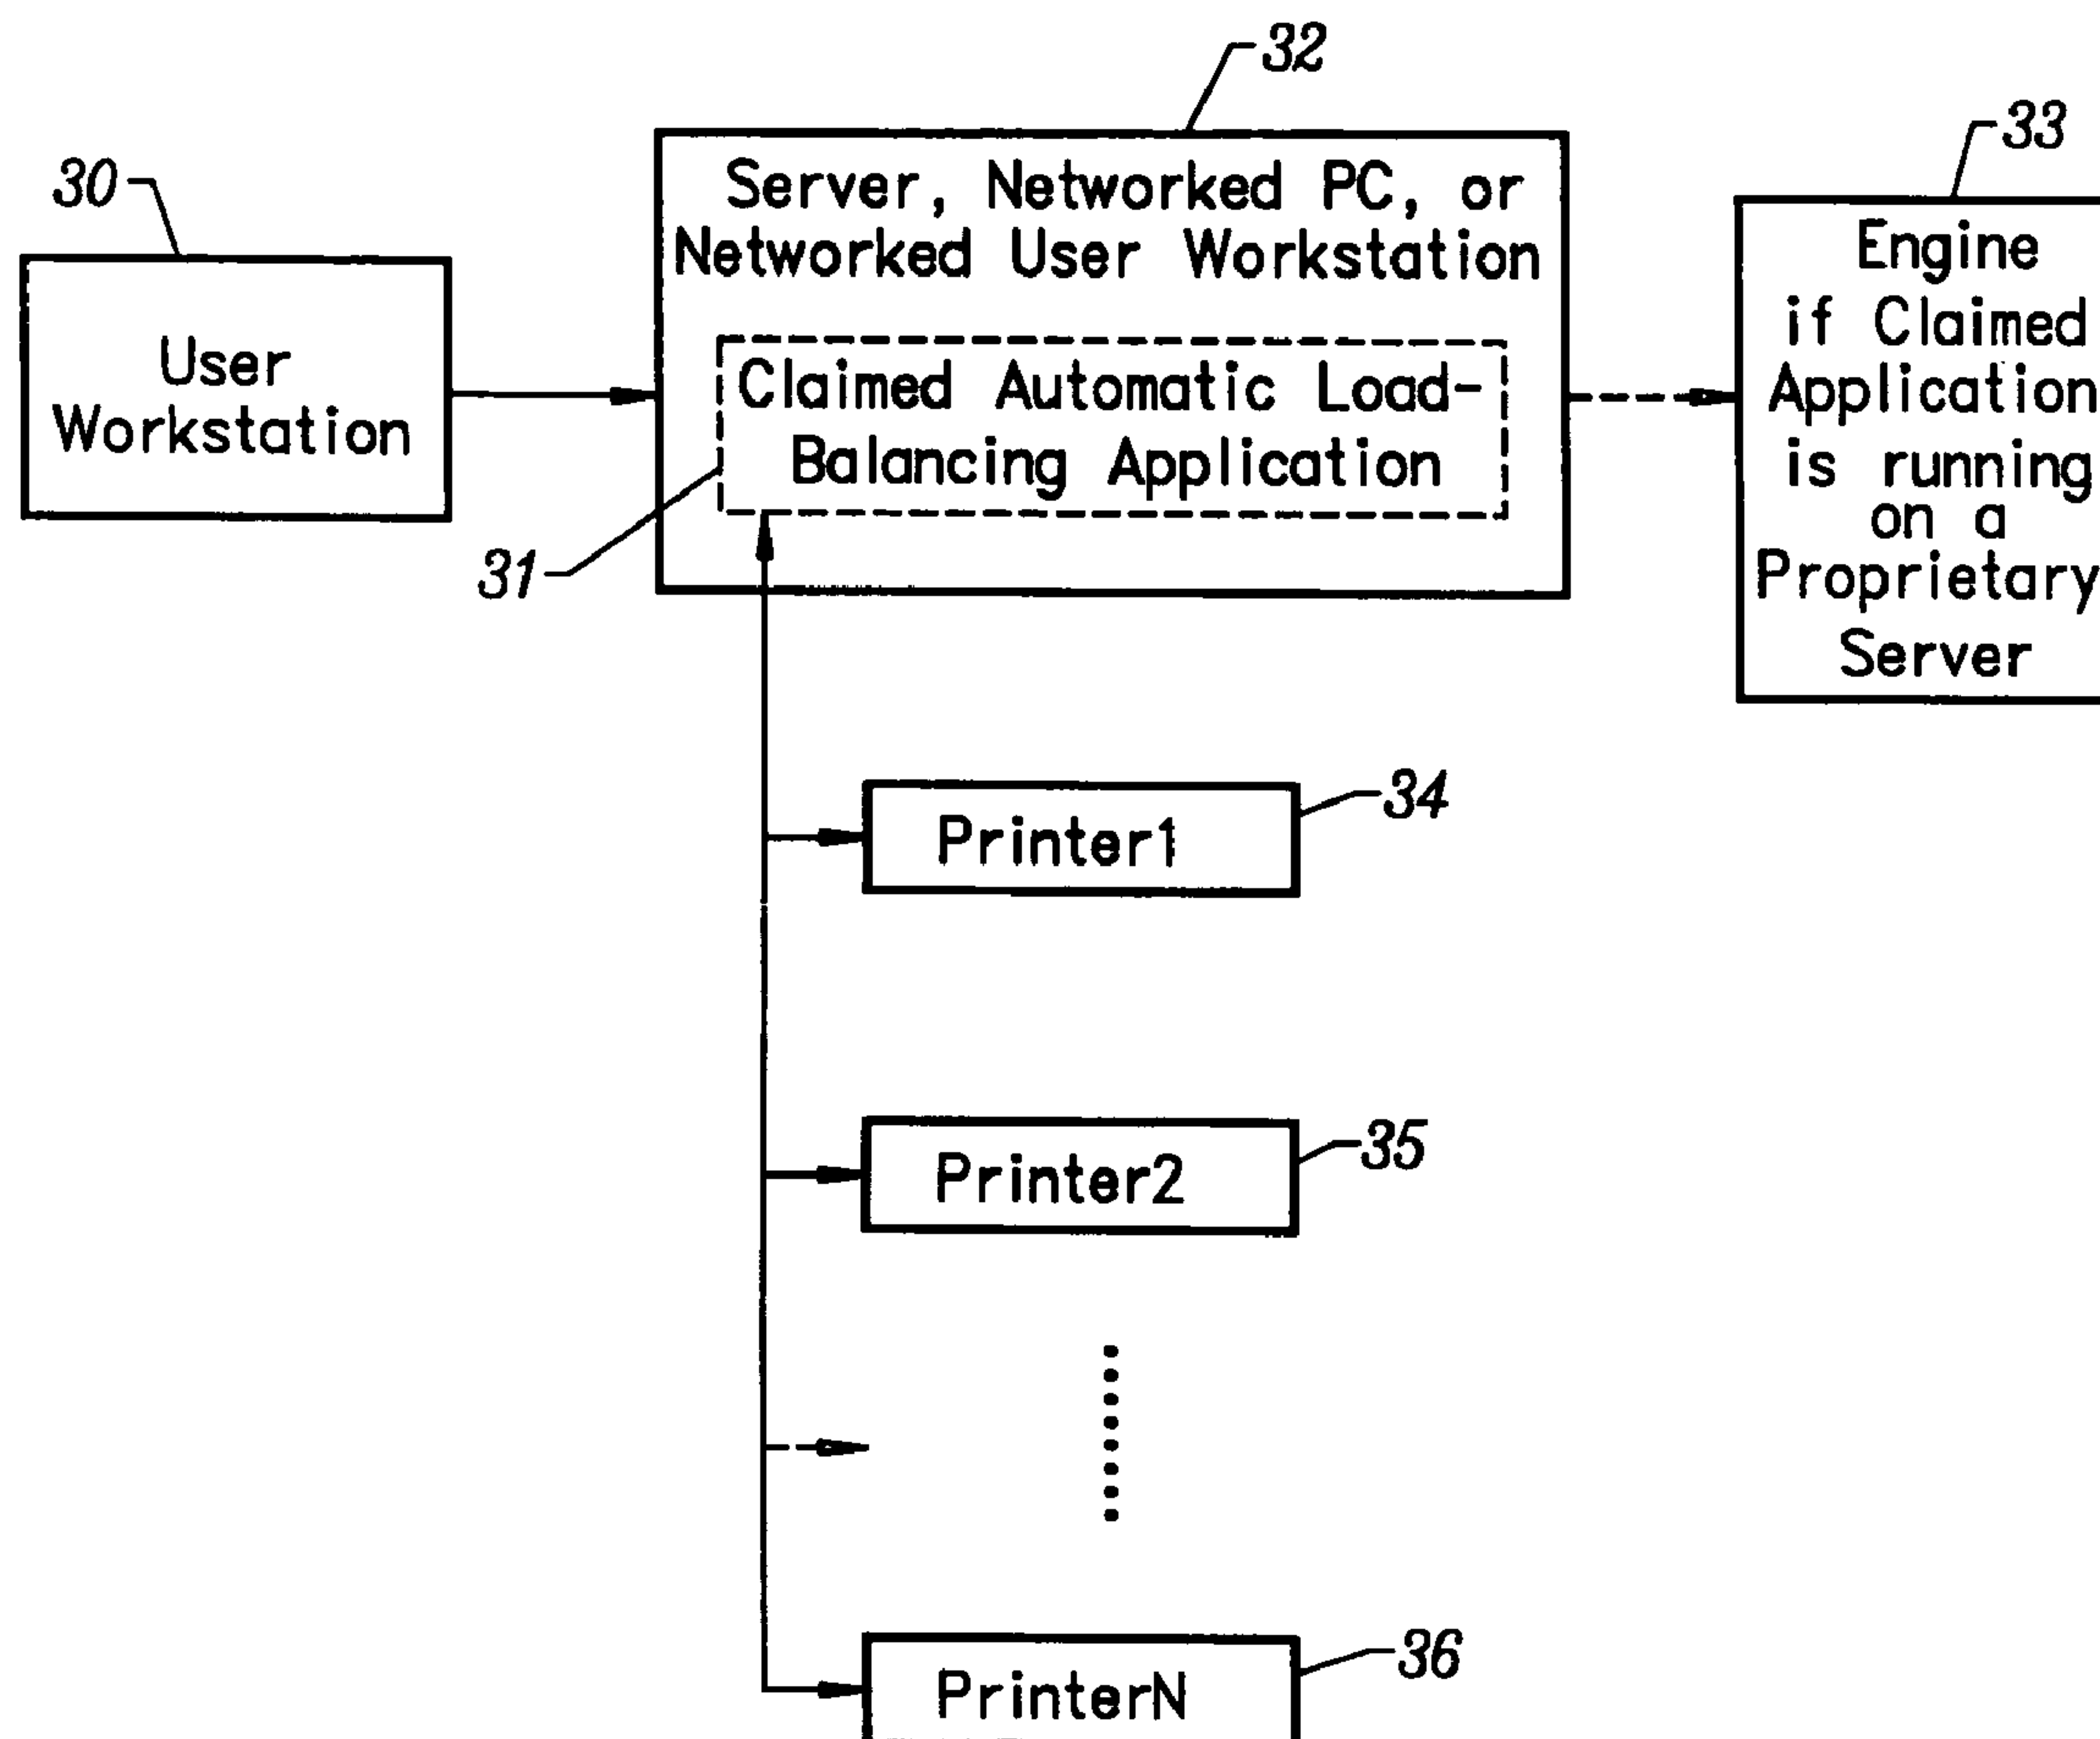 32
33
30
Server, Networked PC, or
Networked User Workstation
Engine
if Claimed
Application
is running
on a
Proprietary
Server
User
Workstation
Claimed Automatic Load-
Balancing Application
31
Printer1
34
Printer2
35
PrinterN
36